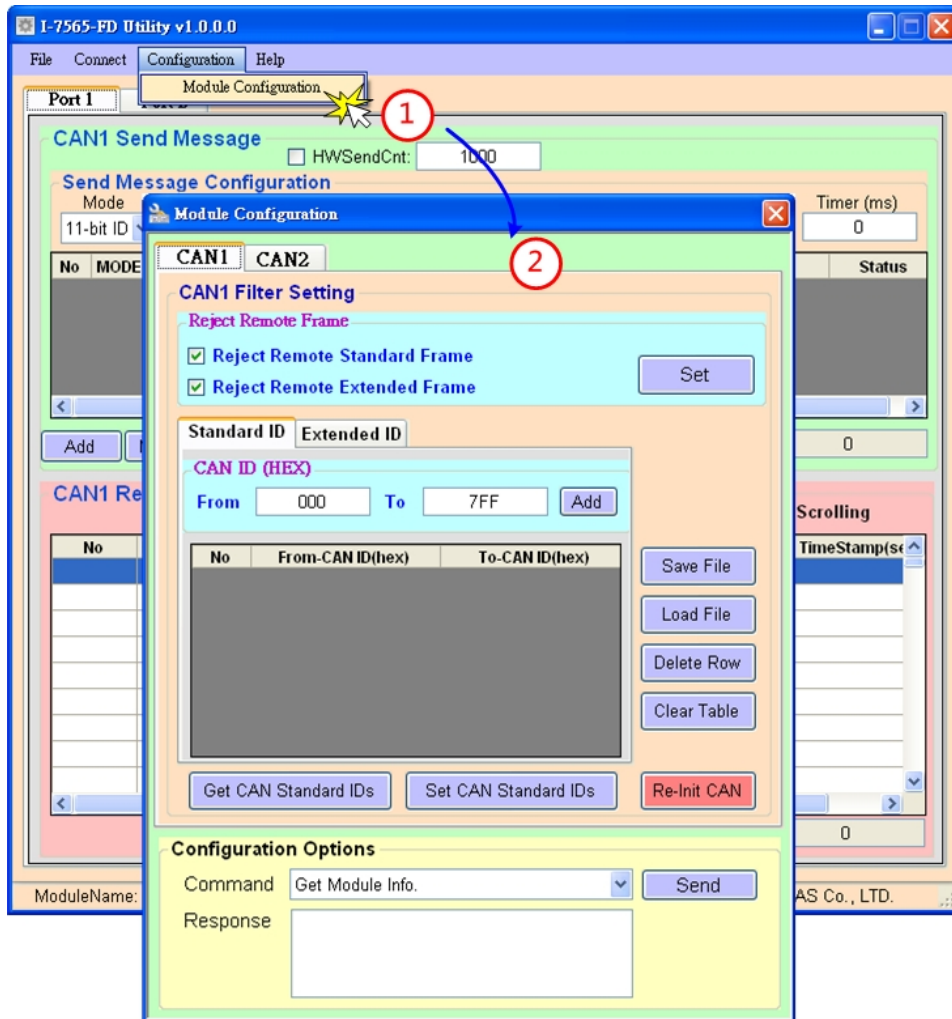 I-7565-FD Utility v1.0.0.0
File Connect Configuration Help
Module Configuration
Port 1
1
CAN1 Send Message
HWSendCnt: 1000
Send Message Configuration
Mode Timer (ms)
11-bit ID 0
No MODE Status
Add 0
CAN1 Re
Scrolling
No TimeStamp(se
0
ModuleName: AS Co., LTD.
Module Configuration
2
CAN1 CAN2
CAN1 Filter Setting
Reject Remote Frame
Reject Remote Standard Frame
Reject Remote Extended Frame
Set
Standard ID Extended ID
CAN ID (HEX)
From 000 To 7FF Add
No From-CAN ID(hex) To-CAN ID(hex)
Save File
Load File
Delete Row
Clear Table
Get CAN Standard IDs Set CAN Standard IDs Re-Init CAN
Configuration Options
Command Get Module Info. Send
Response